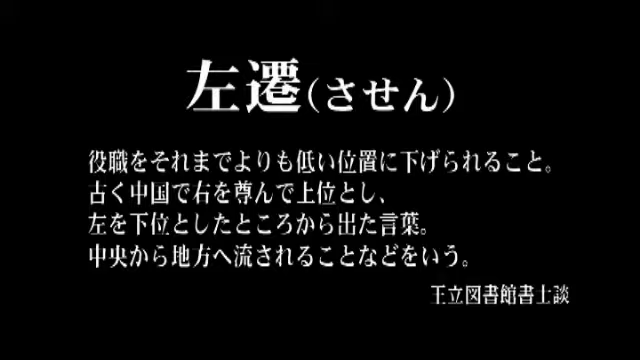 左遷(させん)
役職をそれまでよりも低い位置に下げられること。
古く中国で右を尊んで上位とし、
左を下位としたところから出た言葉。
中央から地方へ流されることなどをいう。
王立図書館書士談